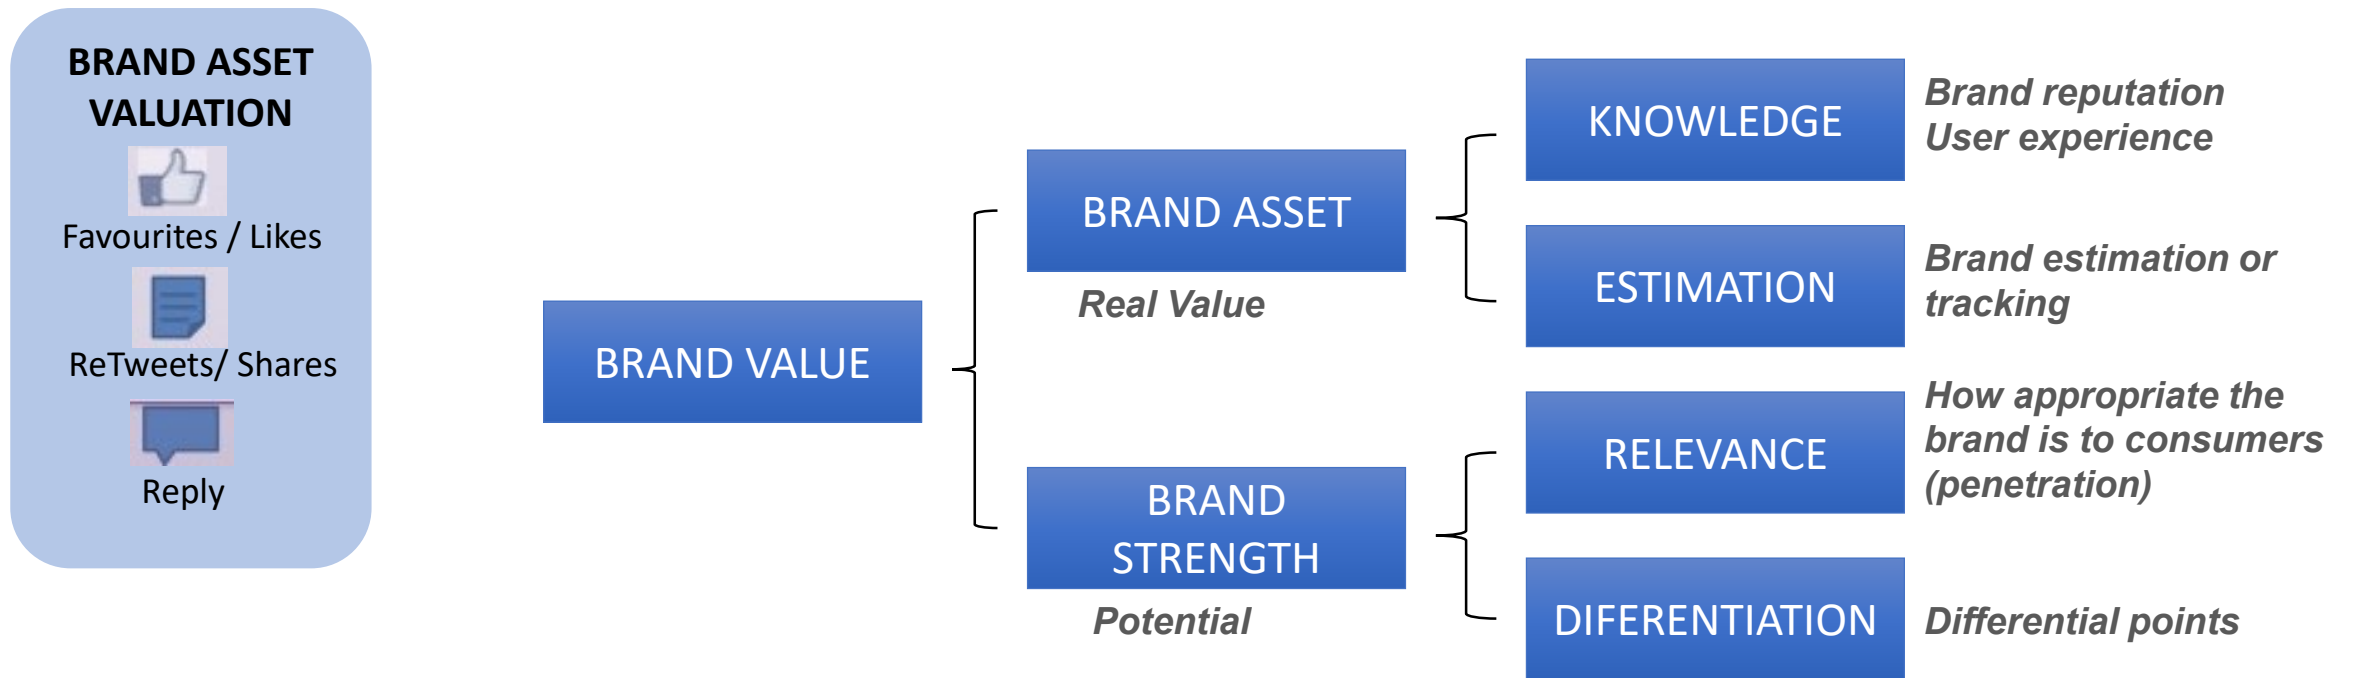 BRAND ASSET
VALUATION
Favourites / Likes
ReTweets/ Shares
Reply
BRAND VALUE
BRAND ASSET
Real Value
BRAND
STRENGTH
Potential
KNOWLEDGE
Brand reputation
User experience
ESTIMATION
Brand estimation or
tracking
RELEVANCE
How appropriate the
brand is to consumers
(penetration)
DIFERENTIATION
Differential points